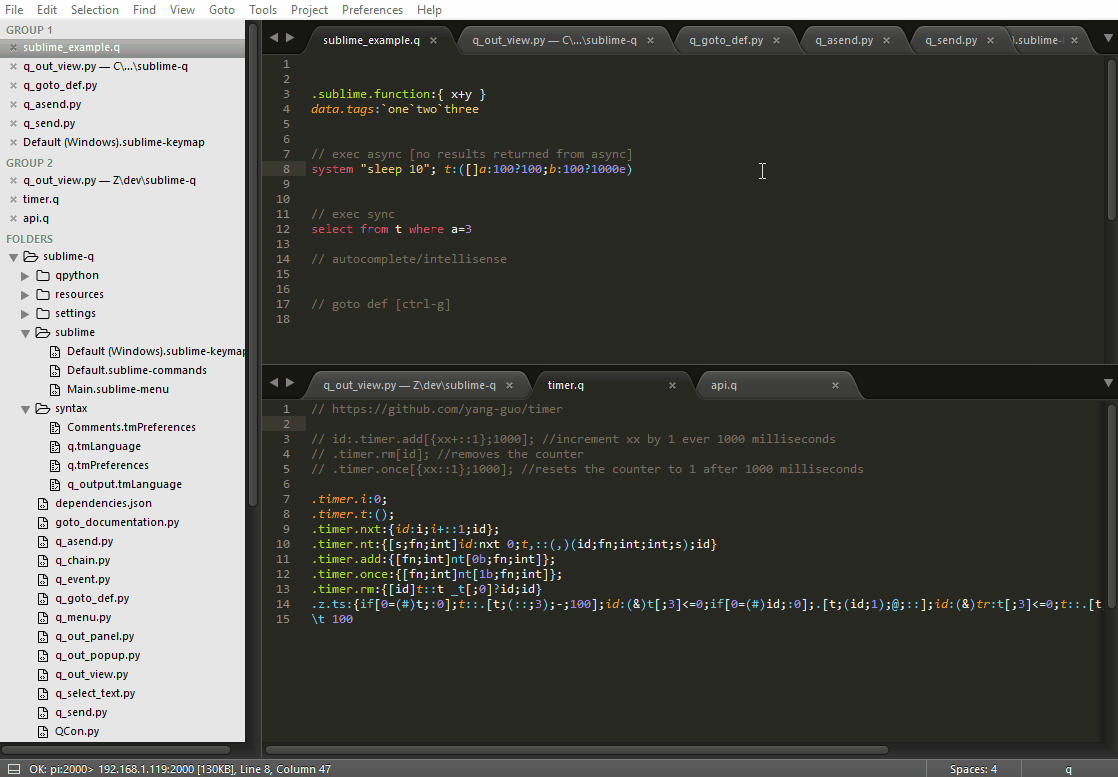 File Edit Selection Find View Goto Tools Project Preferences Help
GROUP 1
sublime_example.q
q_out_view.py — C\...\sublime-q
q_goto_def.py
q_asend.py
q_send.py
Default (Windows).sublime-keymap
GROUP 2
q_out_view.py — Z\dev\sublime-q
timer.q
api.q
FOLDERS
sublime-q
qpython
resources
settings
sublime
Default (Windows).sublime-keymap
Default.sublime-commands
Main.sublime-menu
syntax
Comments.tmPreferences
q.tmLanguage
q.tmPreferences
q_output.tmLanguage
dependencies.json
goto_documentation.py
q_asend.py
q_chain.py
q_event.py
q_goto_def.py
q_menu.py
q_out_panel.py
q_out_popup.py
q_out_view.py
q_select_text.py
q_send.py
QCon.py
sublime_example.q q_out_view.py — C\...\sublime-q q_goto_def.py q_asend.py q_send.py ).sublime-
1
2
3 .sublime.function:{ x+y }
4 data.tags:`one`two`three
5
6
7 // exec async [no results returned from async]
8 system "sleep 10"; t:([]a:100?100;b:100?1000e)
9
10
11 // exec sync
12 select from t where a=3
13
14 // autocomplete/intellisense
15
16
17 // goto def [ctrl-g]
18
q_out_view.py — Z\dev\sublime-q timer.q api.q
1 // https://github.com/yang-guo/timer
2
3 // id:.timer.add[{xx+::1};1000]; //increment xx by 1 ever 1000 milliseconds
4 // .timer.rm[id]; //removes the counter
5 // .timer.once[{xx::1};1000]; //resets the counter to 1 after 1000 milliseconds
6
7 .timer.i:0;
8 .timer.t:();
9 .timer.nxt:{id:i;i+::1;id};
10 .timer.nt:{[s;fn;int]id:nxt 0;t,::(,)(id;fn;int;int;s);id}
11 .timer.add:{[fn;int]nt[0b;fn;int]};
12 .timer.once:{[fn;int]nt[1b;fn;int]};
13 .timer.rm:{[id]t::t _t[;0]?id;id}
14 .z.ts:{if[0=(#)t;:0];t::.[t;(::;3);-;100];id:(&)t[;3]<=0;if[0=(#)id;:0];.[t;(id;1);@;::];id:(&)tr:t[;3]<=0;t::.[t
15 \t 100
OK: pi:2000> 192.168.1.119:2000 [130KB], Line 8, Column 47 Spaces: 4 q